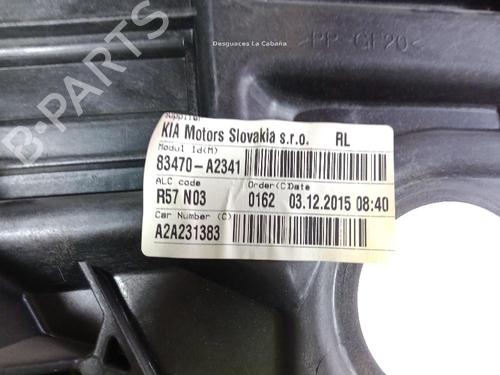 Desguaces La Cabaña
>PP-GF20<
B-PARTS
Supplier
KIA Motors Slovakia s.r.o. RL
Modul Id(M)
83470-A2341
ALC code Order(C)Date
R57 N03 0162 03.12.2015 08:40
Car Number (C)
A2A231383